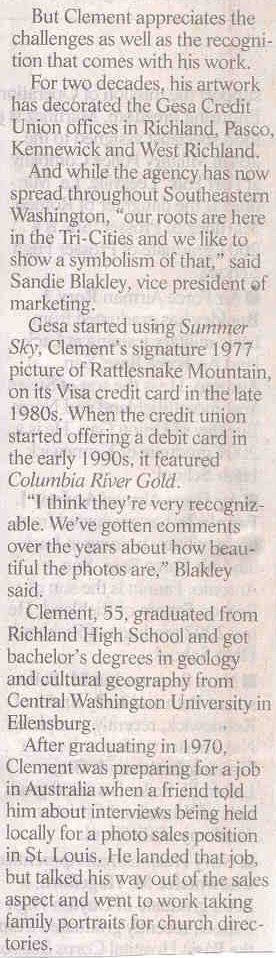 But Clement appreciates the
challenges as well as the recogni-
tion that comes with his work.
For two decades, his artwork
has decorated the Gesa Credit
Union offices in Richland, Pasco,
Kennewick and West Richland.
And while the agency has now
spread throughout Southeastern
Washington, “our roots are here
in the Tri-Cities and we like to
show a symbolism of that,” said
Sandie Blakley, vice president of
marketing.
Gesa started using Summer
Sky, Clement’s signature 1977
picture of Rattlesnake Mountain,
on its Visa credit card in the late
1980s. When the credit union
started offering a debit card in
the early 1990s, it featured
Columbia River Gold.
“I think they’re very recogniz-
able. We’ve gotten comments
over the years about how beau-
tiful the photos are,” Blakley
said.
Clement, 55, graduated from
Richland High School and got
bachelor’s degrees in geology
and cultural geography from
Central Washington University in
Ellensburg.
After graduating in 1970,
Clement was preparing for a job
in Australia when a friend told
him about interviews being held
locally for a photo sales position
in St. Louis. He landed that job,
but talked his way out of the sales
aspect and went to work taking
family portraits for church direc-
tories.